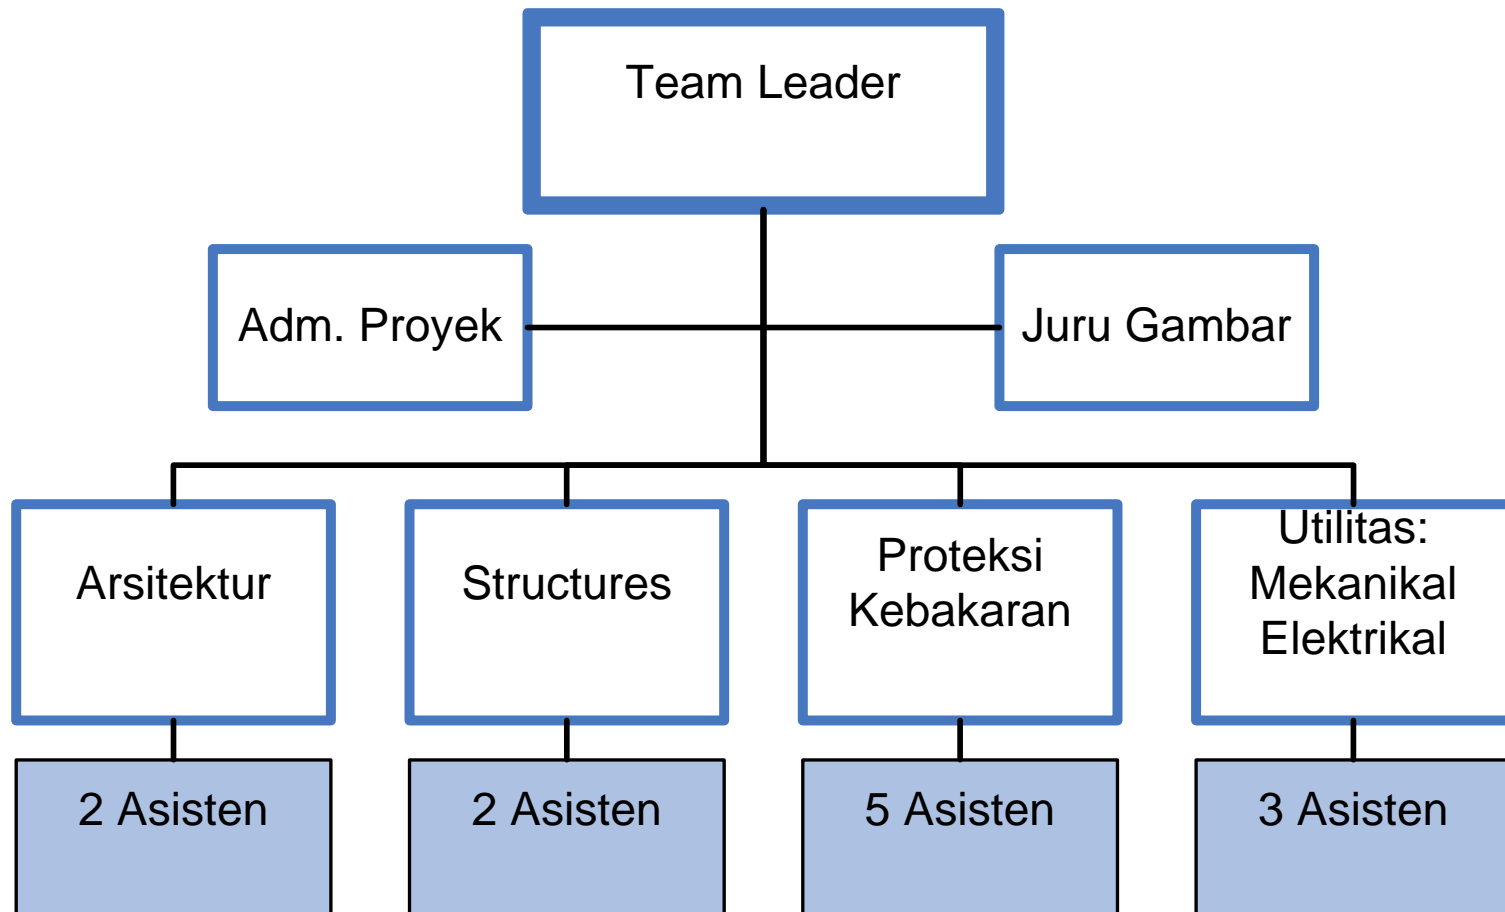 Team Leader
Adm. Proyek
Juru Gambar
Arsitektur
Structures
Proteksi
Kebakaran
Utilitas:
Mekanikal
Elektrikal
2 Asisten
2 Asisten
5 Asisten
3 Asisten